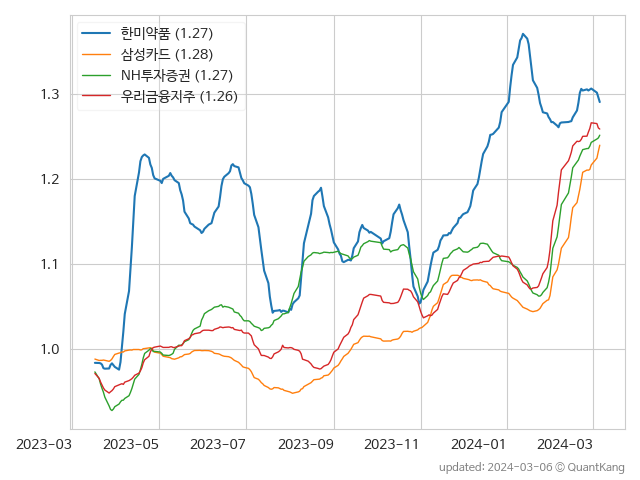 한미약품 (1.27)
삼성카드 (1.28)
NH투자증권 (1.27)
우리금융지주 (1.26)
1.3
1.2
1.1
1.0
2023-03 2023-05 2023-07 2023-09 2023-11 2024-01 2024-03
updated: 2024-03-06 © QuantKang